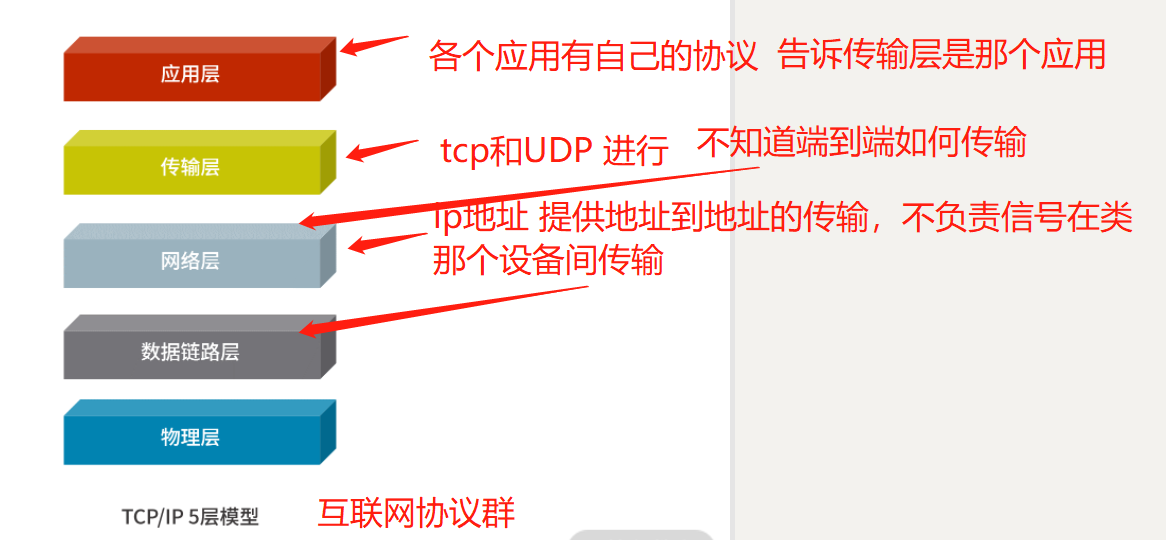 应用层
各个应用有自己的协议 告诉传输层是那个应用
传输层
tcp和UDP 进行 不知道端到端如何传输
网络层
ip地址 提供地址到地址的传输，不负责信号在类
那个设备间传输
数据链路层
物理层
TCP/IP 5层模型
互联网协议群